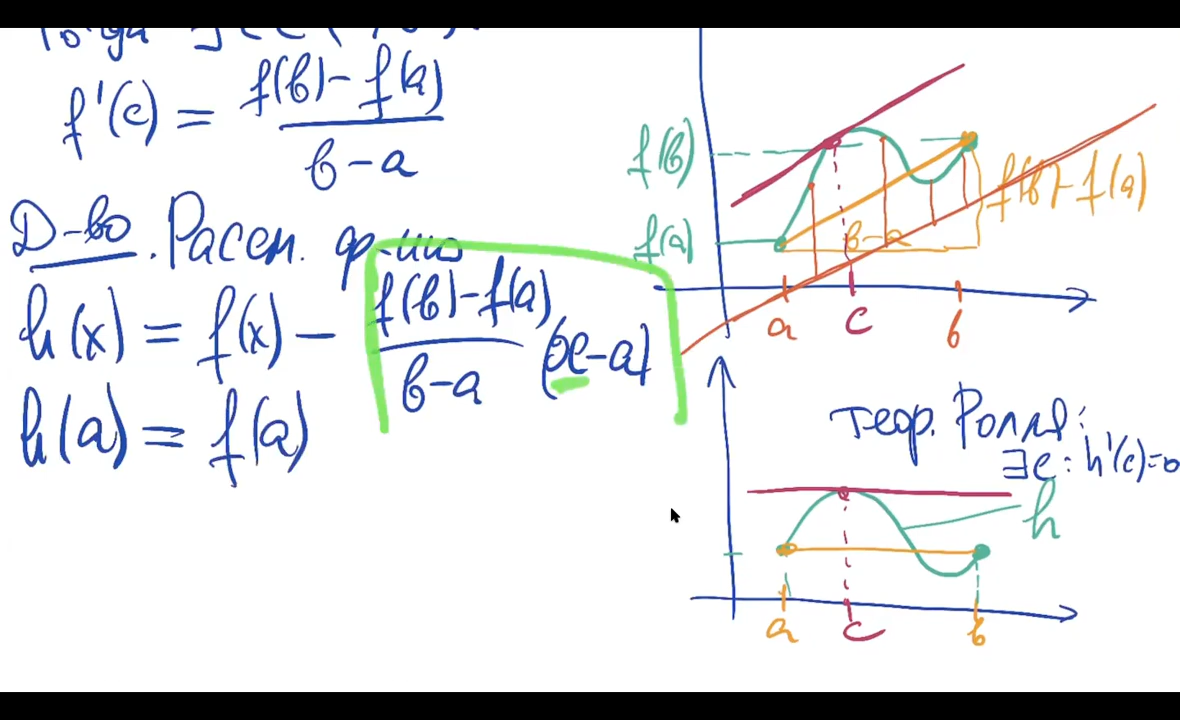 f'(c) = f(b) - f(a)
b - a
Д-во. Рассм. ф-цию
h(x) = f(x) - f(b) - f(a)
b - a (x - a)
h(a) = f(a)
f(b)
f(a)
f(b) - f(a)
b - a
a c b
теор. Ролля:
∃c : h'(c) = 0
h
a c b